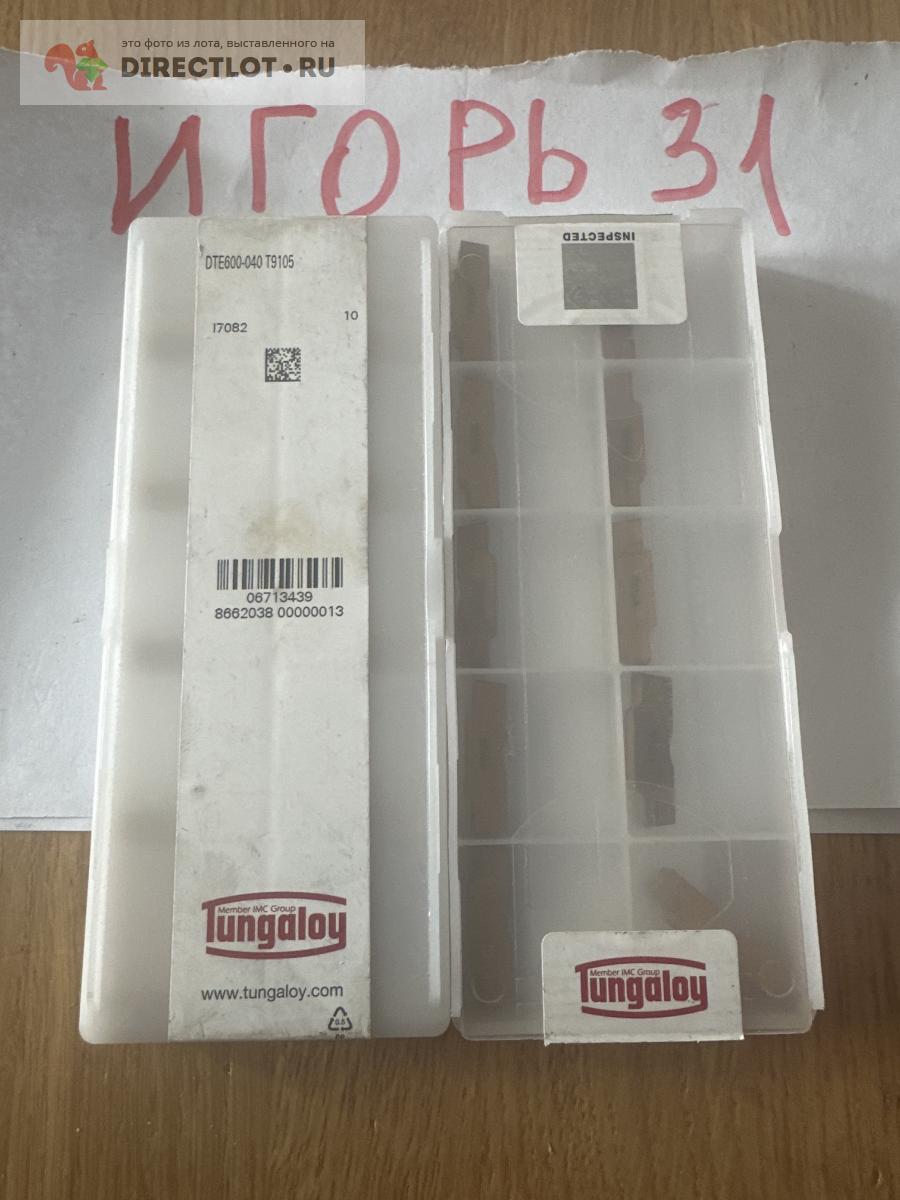 это фото из лота, выставленного на
DIRECTLOT.RU
ИГОРЬ 31
DTE600-040 T9105
10
I7082
06713439
8662038 00000013
Member IMC Group
Tungaloy
www.tungaloy.com
INSPECTED
Member IMC Group
Tungaloy